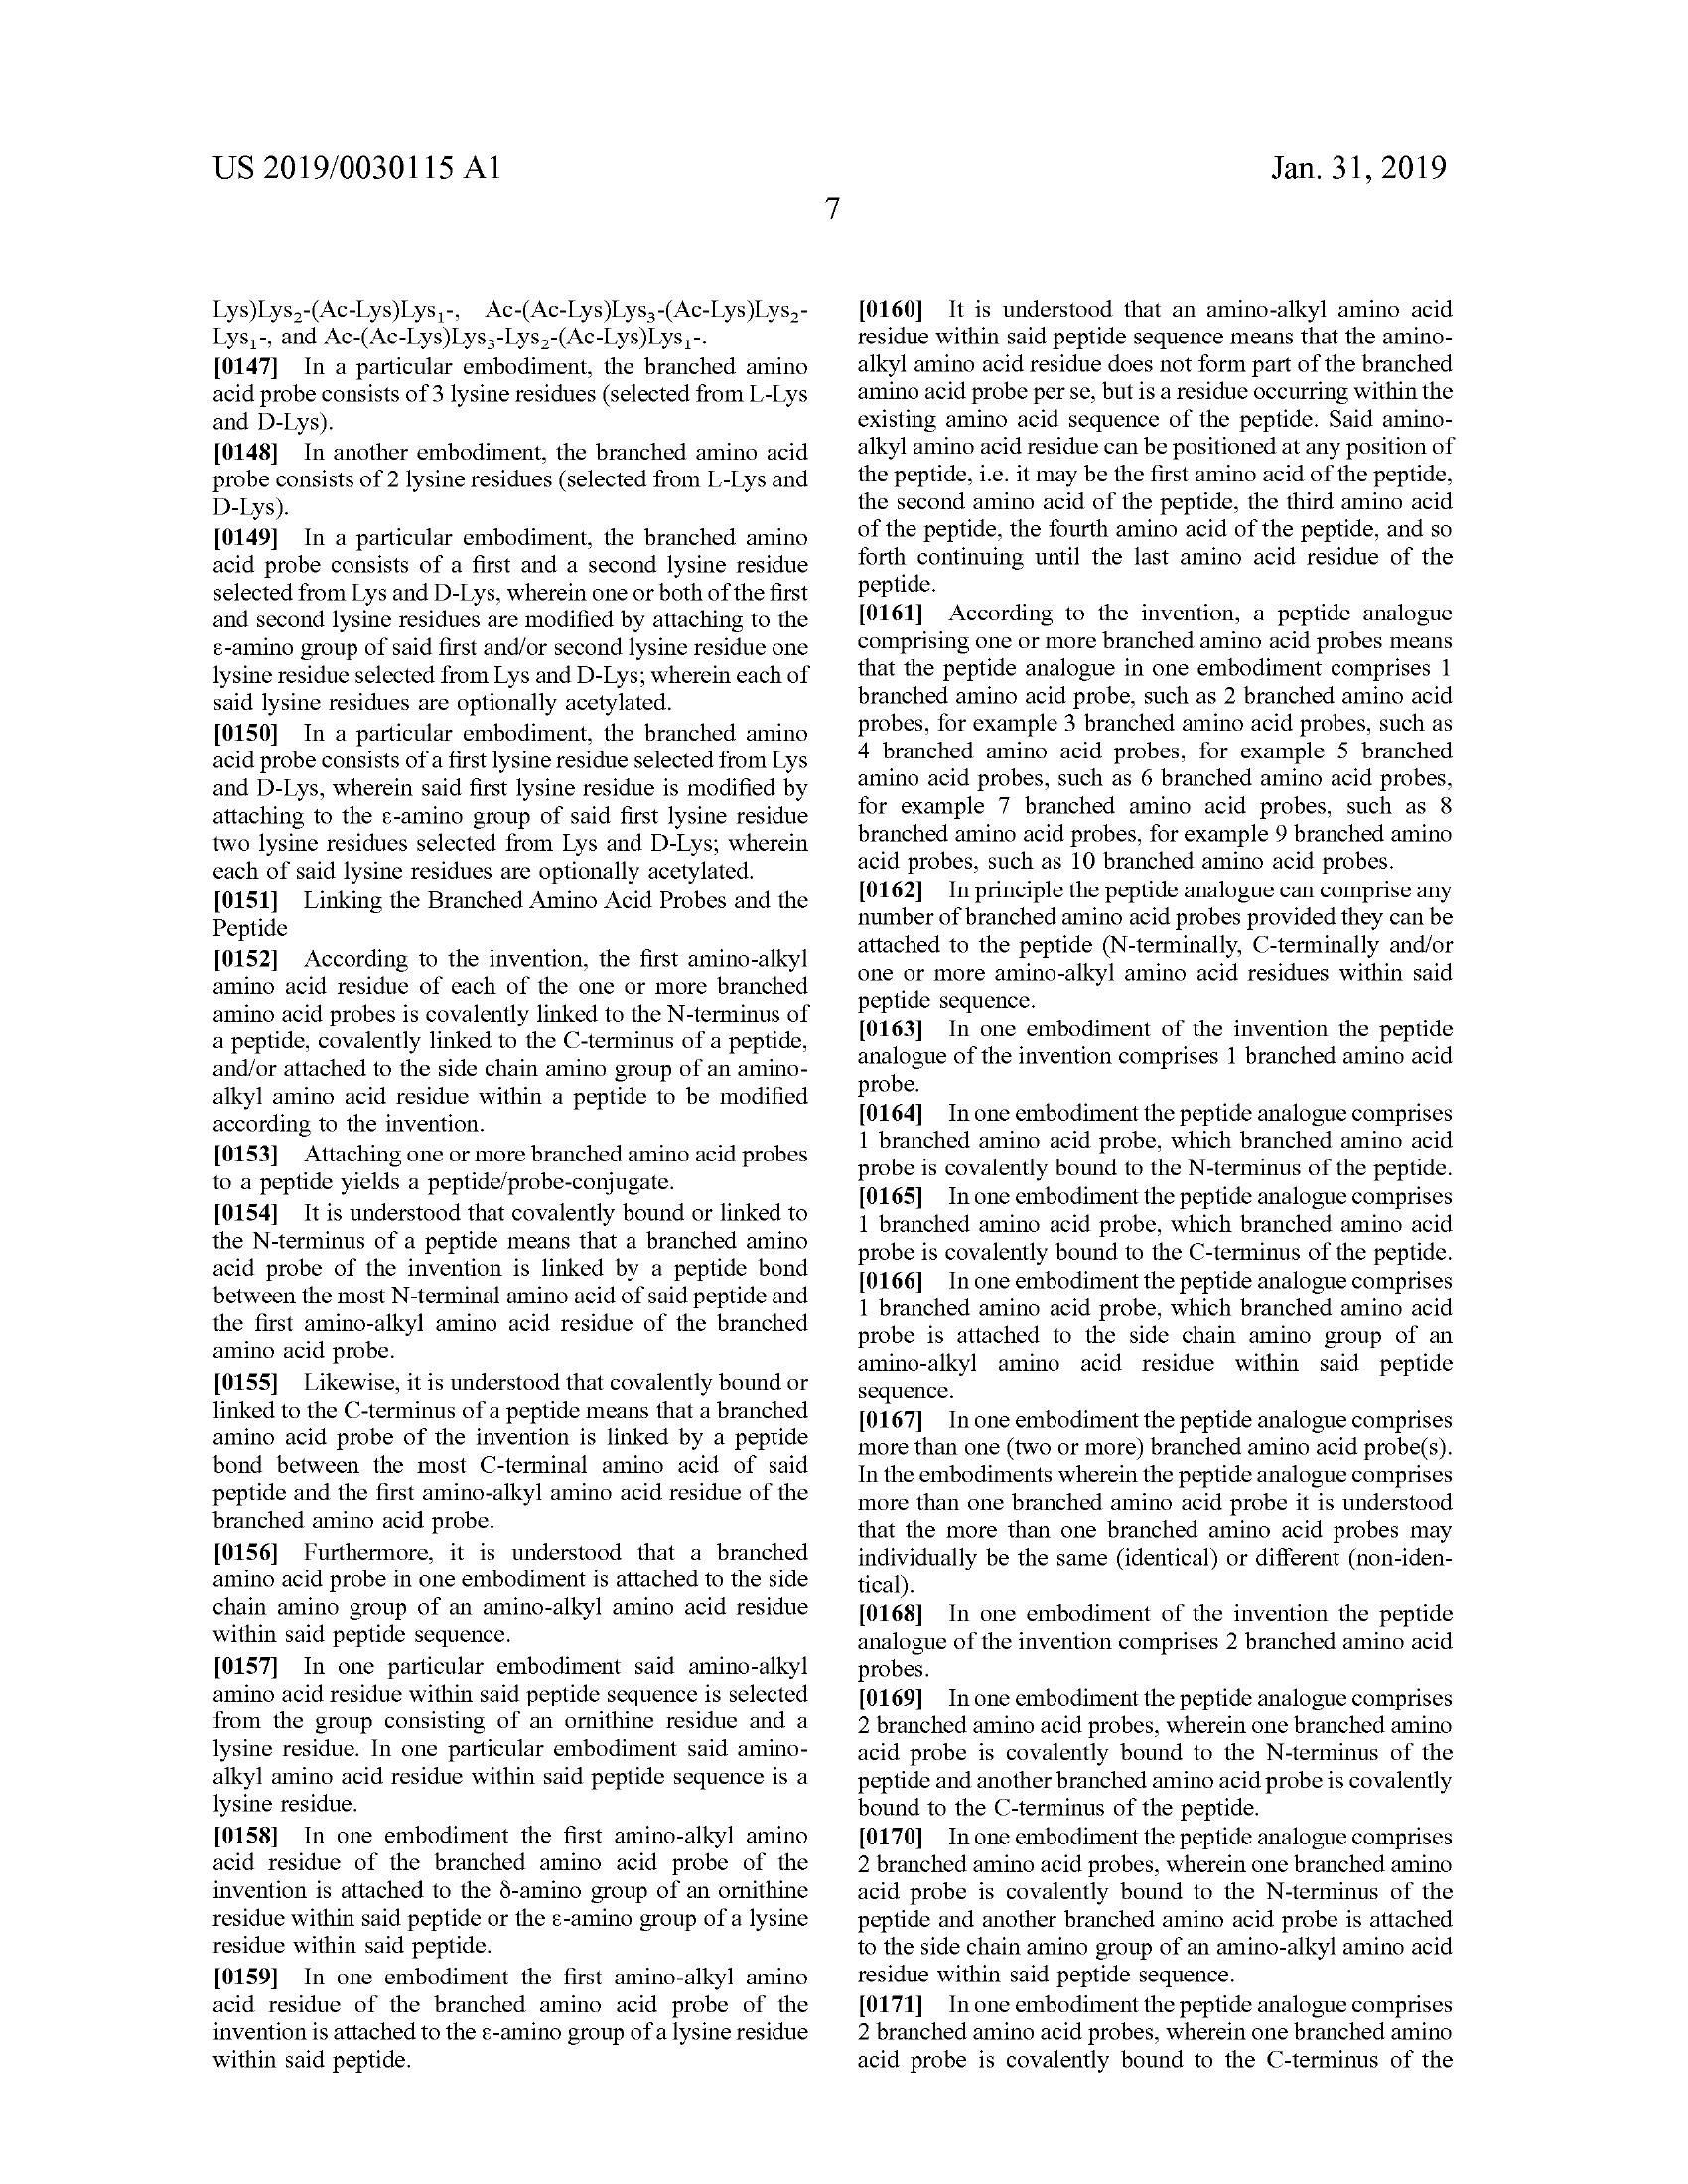 US 2019/0030115 A1
Jan. 31, 2019
7
Lys)Lys₂-(Ac-Lys)Lys₁-, Ac-(Ac-Lys)Lys₃-(Ac-Lys)Lys₂-
Lys₁-, and Ac-(Ac-Lys)Lys₃-Lys₂-(Ac-Lys)Lys₁-.
[0147] In a particular embodiment, the branched amino
acid probe consists of 3 lysine residues (selected from L-Lys
and D-Lys).
[0148] In another embodiment, the branched amino acid
probe consists of 2 lysine residues (selected from L-Lys and
D-Lys).
[0149] In a particular embodiment, the branched amino
acid probe consists of a first and a second lysine residue
selected from Lys and D-Lys, wherein one or both of the first
and second lysine residues are modified by attaching to the
ε-amino group of said first and/or second lysine residue one
lysine residue selected from Lys and D-Lys; wherein each of
said lysine residues are optionally acetylated.
[0150] In a particular embodiment, the branched amino
acid probe consists of a first lysine residue selected from Lys
and D-Lys, wherein said first lysine residue is modified by
attaching to the ε-amino group of said first lysine residue
two lysine residues selected from Lys and D-Lys; wherein
each of said lysine residues are optionally acetylated.
[0151] Linking the Branched Amino Acid Probes and the
Peptide
[0152] According to the invention, the first amino-alkyl
amino acid residue of each of the one or more branched
amino acid probes is covalently linked to the N-terminus of
a peptide, covalently linked to the C-terminus of a peptide,
and/or attached to the side chain amino group of an amino-
alkyl amino acid residue within a peptide to be modified
according to the invention.
[0153] Attaching one or more branched amino acid probes
to a peptide yields a peptide/probe-conjugate.
[0154] It is understood that covalently bound or linked to
the N-terminus of a peptide means that a branched amino
acid probe of the invention is linked by a peptide bond
between the most N-terminal amino acid of said peptide and
the first amino-alkyl amino acid residue of the branched
amino acid probe.
[0155] Likewise, it is understood that covalently bound or
linked to the C-terminus of a peptide means that a branched
amino acid probe of the invention is linked by a peptide
bond between the most C-terminal amino acid of said
peptide and the first amino-alkyl amino acid residue of the
branched amino acid probe.
[0156] Furthermore, it is understood that a branched
amino acid probe in one embodiment is attached to the side
chain amino group of an amino-alkyl amino acid residue
within said peptide sequence.
[0157] In one particular embodiment said amino-alkyl
amino acid residue within said peptide sequence is selected
from the group consisting of an ornithine residue and a
lysine residue. In one particular embodiment said amino-
alkyl amino acid residue within said peptide sequence is a
lysine residue.
[0158] In one embodiment the first amino-alkyl amino
acid residue of the branched amino acid probe of the
invention is attached to the δ-amino group of an ornithine
residue within said peptide or the ε-amino group of a lysine
residue within said peptide.
[0159] In one embodiment the first amino-alkyl amino
acid residue of the branched amino acid probe of the
invention is attached to the ε-amino group of a lysine residue
within said peptide.
[0160] It is understood that an amino-alkyl amino acid
residue within said peptide sequence means that the amino-
alkyl amino acid residue does not form part of the branched
amino acid probe per se, but is a residue occurring within the
existing amino acid sequence of the peptide. Said amino-
alkyl amino acid residue can be positioned at any position of
the peptide, i.e. it may be the first amino acid of the peptide,
the second amino acid of the peptide, the third amino acid
of the peptide, the fourth amino acid of the peptide, and so
forth continuing until the last amino acid residue of the
peptide.
[0161] According to the invention, a peptide analogue
comprising one or more branched amino acid probes means
that the peptide analogue in one embodiment comprises 1
branched amino acid probe, such as 2 branched amino acid
probes, for example 3 branched amino acid probes, such as
4 branched amino acid probes, for example 5 branched
amino acid probes, such as 6 branched amino acid probes,
for example 7 branched amino acid probes, such as 8
branched amino acid probes, for example 9 branched amino
acid probes, such as 10 branched amino acid probes.
[0162] In principle the peptide analogue can comprise any
number of branched amino acid probes provided they can be
attached to the peptide (N-terminally, C-terminally and/or
one or more amino-alkyl amino acid residues within said
peptide sequence.
[0163] In one embodiment of the invention the peptide
analogue of the invention comprises 1 branched amino acid
probe.
[0164] In one embodiment the peptide analogue comprises
1 branched amino acid probe, which branched amino acid
probe is covalently bound to the N-terminus of the peptide.
[0165] In one embodiment the peptide analogue comprises
1 branched amino acid probe, which branched amino acid
probe is covalently bound to the C-terminus of the peptide.
[0166] In one embodiment the peptide analogue comprises
1 branched amino acid probe, which branched amino acid
probe is attached to the side chain amino group of an
amino-alkyl amino acid residue within said peptide
sequence.
[0167] In one embodiment the peptide analogue comprises
more than one (two or more) branched amino acid probe(s).
In the embodiments wherein the peptide analogue comprises
more than one branched amino acid probe it is understood
that the more than one branched amino acid probes may
individually be the same (identical) or different (non-iden-
tical).
[0168] In one embodiment of the invention the peptide
analogue of the invention comprises 2 branched amino acid
probes.
[0169] In one embodiment the peptide analogue comprises
2 branched amino acid probes, wherein one branched amino
acid probe is covalently bound to the N-terminus of the
peptide and another branched amino acid probe is covalently
bound to the C-terminus of the peptide.
[0170] In one embodiment the peptide analogue comprises
2 branched amino acid probes, wherein one branched amino
acid probe is covalently bound to the N-terminus of the
peptide and another branched amino acid probe is attached
to the side chain amino group of an amino-alkyl amino acid
residue within said peptide sequence.
[0171] In one embodiment the peptide analogue comprises
2 branched amino acid probes, wherein one branched amino
acid probe is covalently bound to the C-terminus of the